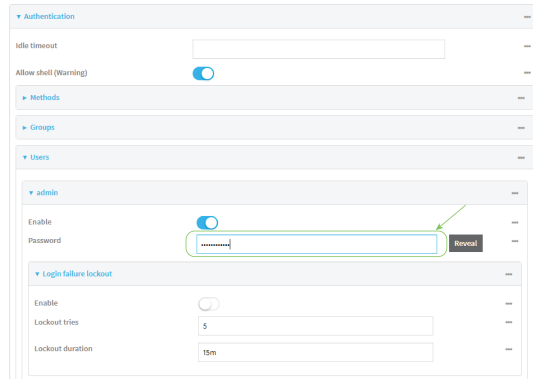 ▾ Authentication
Idle timeout
Allow shell (Warning)
▸ Methods
▸ Groups
▾ Users
▾ admin
Enable
Password •••••••••••• Reveal
▾ Login failure lockout
Enable
Lockout tries 5
Lockout duration 15m